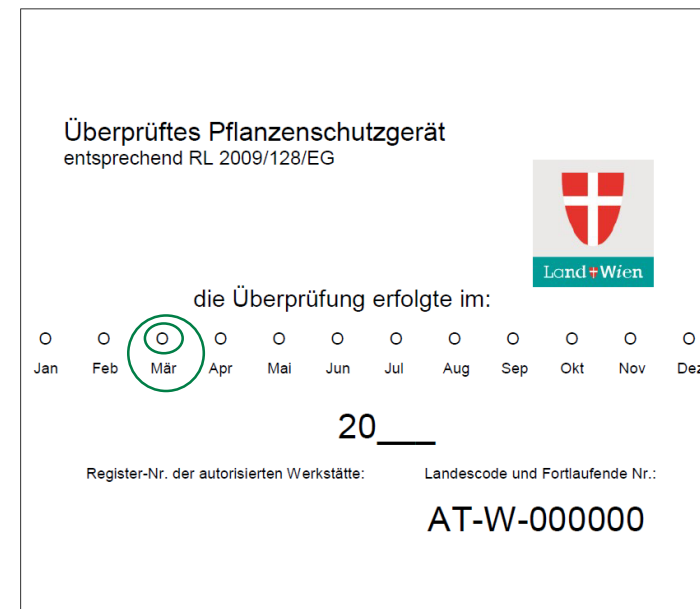 Überprüftes Pflanzenschutzgerät
entsprechend RL 2009/128/EG
Land Wien
die Überprüfung erfolgte im:
O O O O O O O O O O O O
Jan Feb Mär Apr Mai Jun Jul Aug Sep Okt Nov Dez
20___
Register-Nr. der autorisierten Werkstätte: Landescode und Fortlaufende Nr.:
AT-W-000000